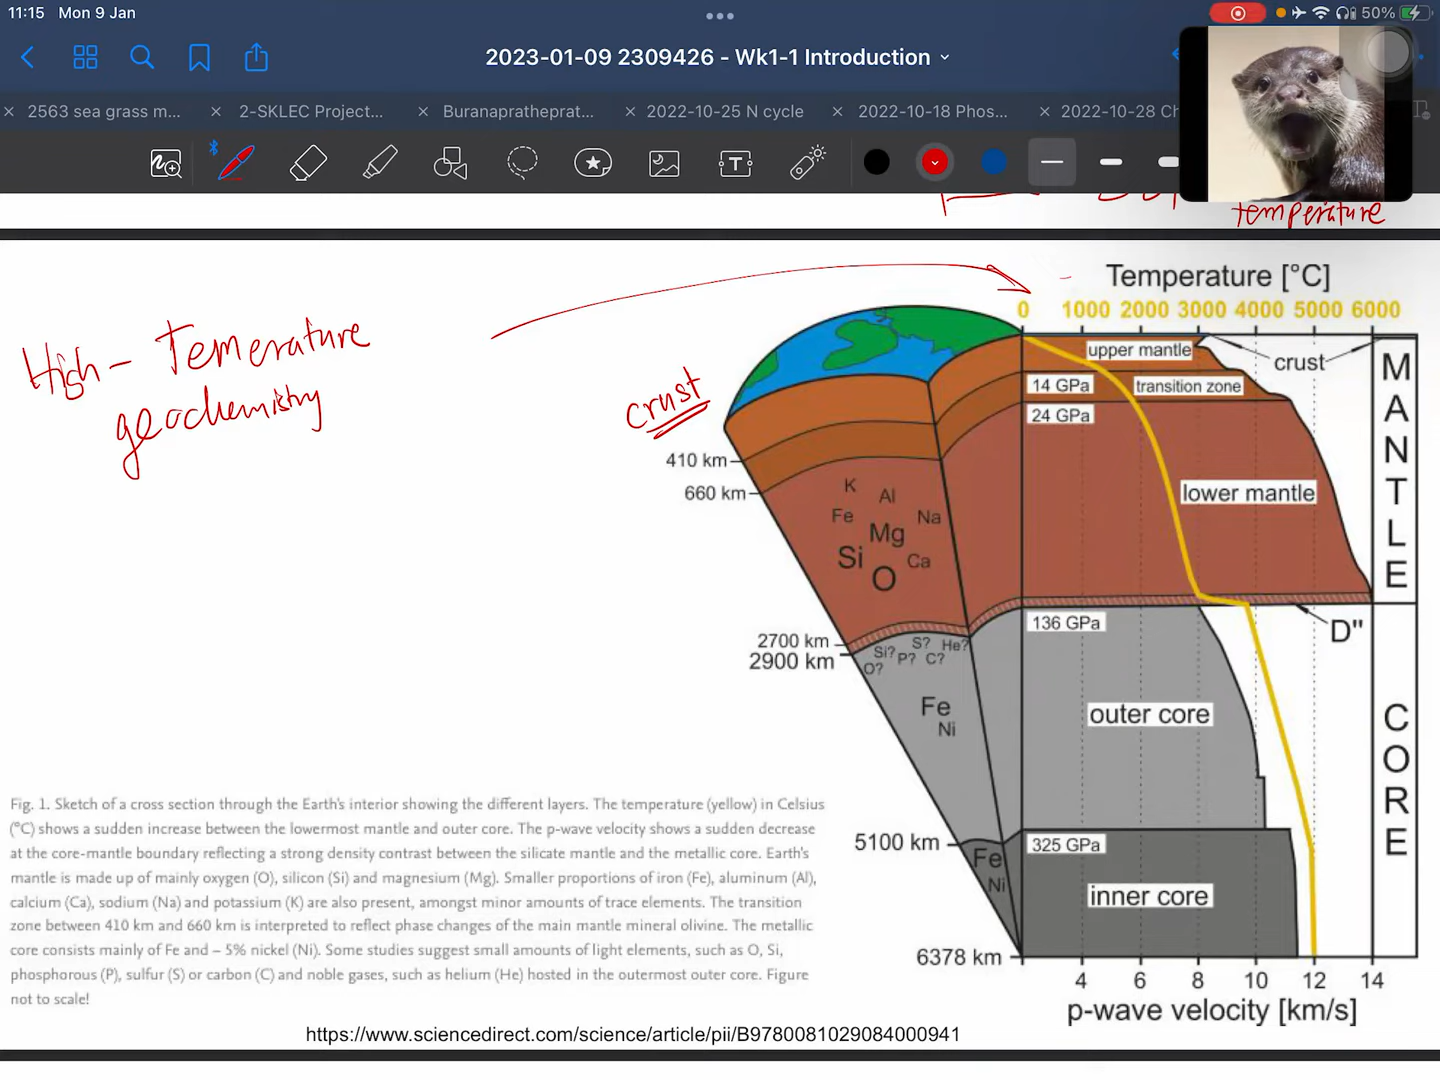 11:15 Mon 9 Jan
50%
2023-01-09 2309426 - Wk1-1 Introduction
2563 sea grass m...
2-SKLEC Project...
Buranapratheprat...
2022-10-25 N cycle
2022-10-18 Phos...
2022-10-28 Ch
temperature
High - Temerature
geochemistry
crust
Temperature [°C]
0 1000 2000 3000 4000 5000 6000
upper mantle
crust
14 GPa
transition zone
24 GPa
lower mantle
MANTLE
410 km
660 km
K Al
Fe Na
Mg
Si Ca
O
2700 km
2900 km
136 GPa
D"
S? He?
Si? P? C?
O?
Fe
Ni
outer core
CORE
5100 km
325 GPa
Fe
Ni
inner core
6378 km
4 6 8 10 12 14
p-wave velocity [km/s]
Fig. 1. Sketch of a cross section through the Earth's interior showing the different layers. The temperature (yellow) in Celsius
(°C) shows a sudden increase between the lowermost mantle and outer core. The p-wave velocity shows a sudden decrease
at the core-mantle boundary reflecting a strong density contrast between the silicate mantle and the metallic core. Earth's
mantle is made up of mainly oxygen (O), silicon (Si) and magnesium (Mg). Smaller proportions of iron (Fe), aluminum (Al),
calcium (Ca), sodium (Na) and potassium (K) are also present, amongst minor amounts of trace elements. The transition
zone between 410 km and 660 km is interpreted to reflect phase changes of the main mantle mineral olivine. The metallic
core consists mainly of Fee and ~ 5% nickel (Ni). Some studies suggest small amounts of light elements, such as O, Si,
phosphorous (P), sulfur (S) or carbon (C) and noble gases, such as helium (He) hosted in the outermost outer core. Figure
not to scale!
https://www.sciencedirect.com/science/article/pii/B9780081029084000941